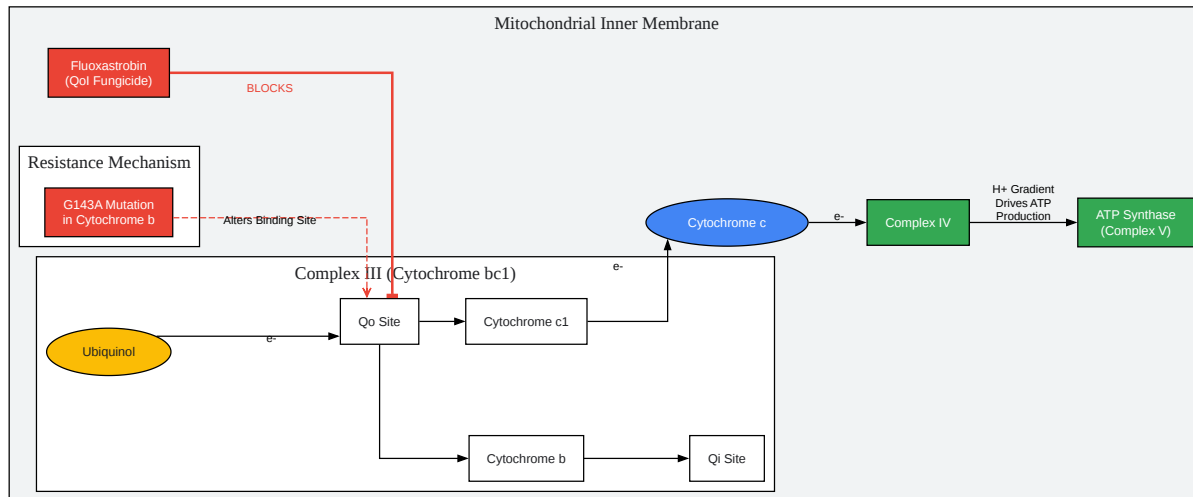 Mitochondrial Inner Membrane
Fluoxastrobin
(QoI Fungicide)
BLOCKS
Resistance Mechanism
G143A Mutation
in Cytochrome b
Alters Binding Site
Cytochrome c
e-
Complex IV
H+ Gradient
Drives ATP
Production
ATP Synthase
(Complex V)
Complex III (Cytochrome bc1)
e-
Ubiquinol
e-
Qo Site
Cytochrome c1
Cytochrome b
Qi Site